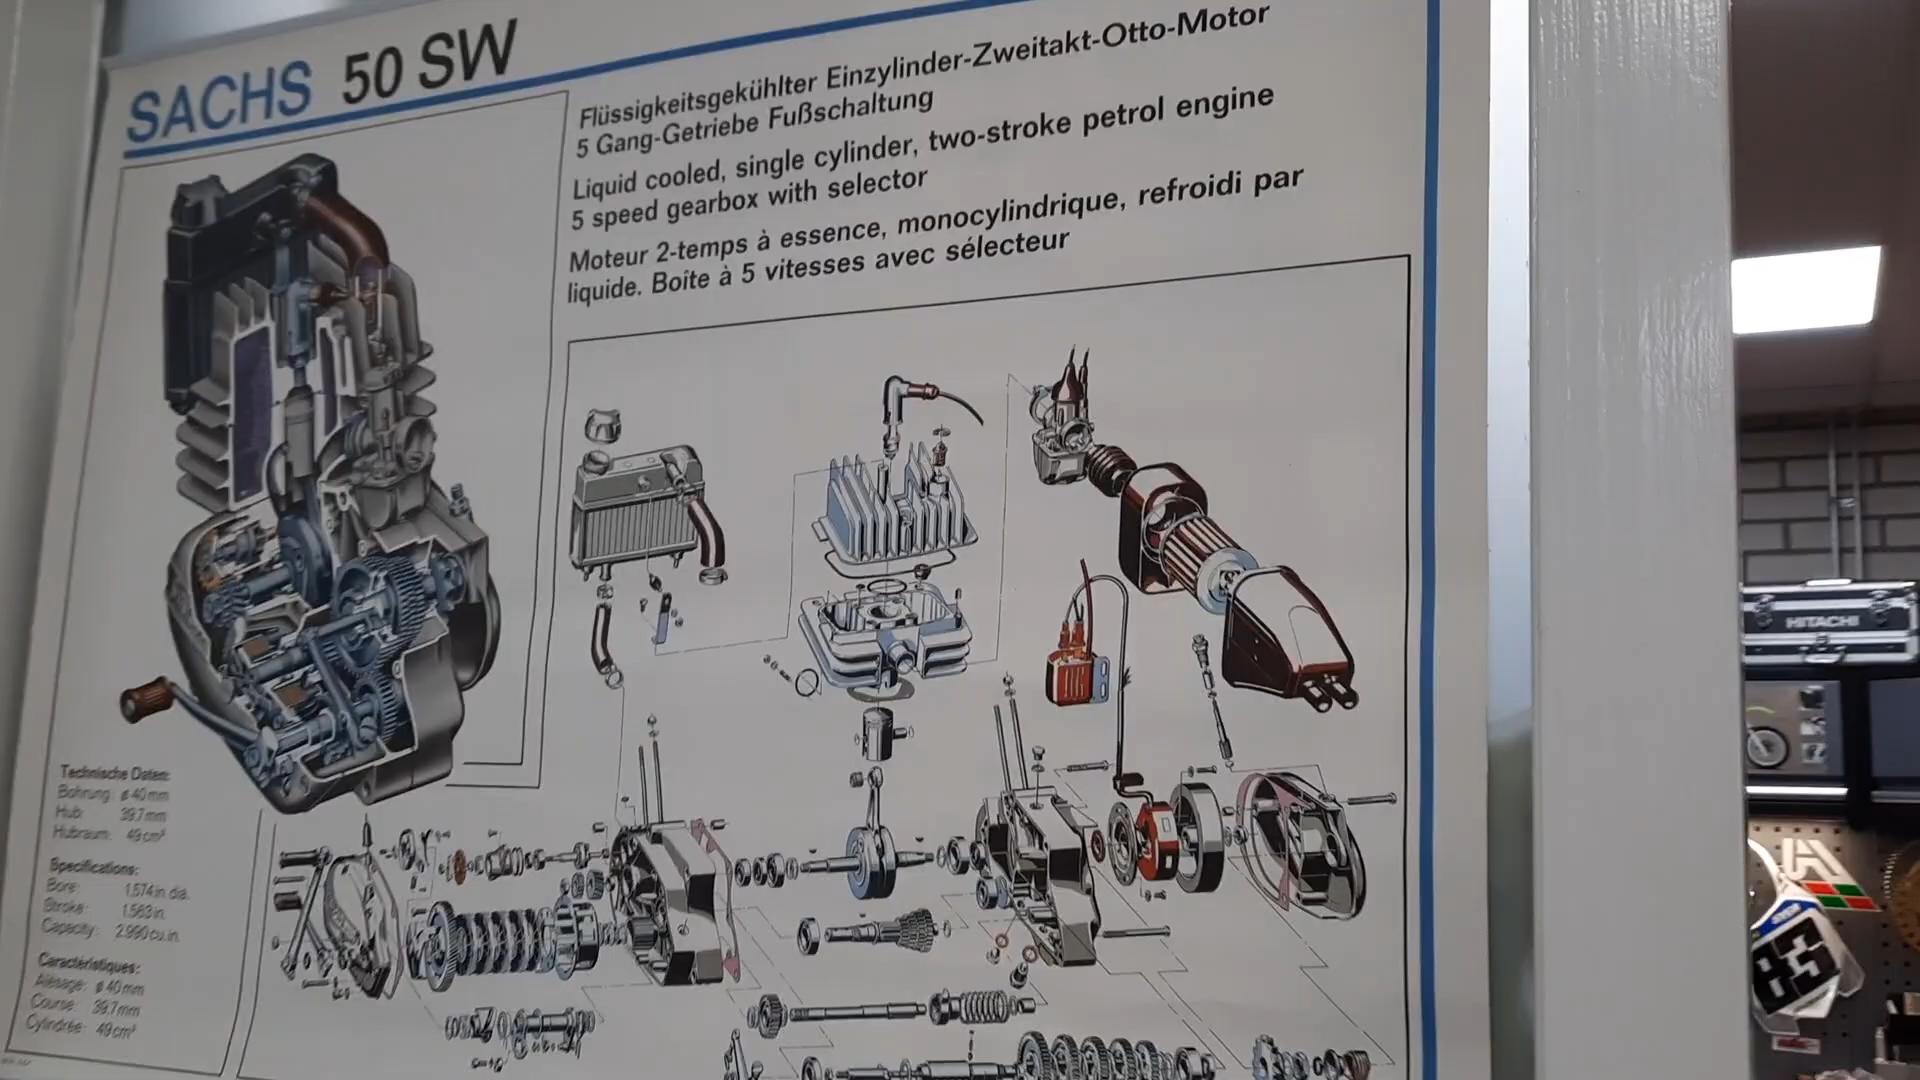 SACHS 50 SW
Flüssigkeitsgekühlter Einzylinder-Zweitakt-Otto-Motor
5 Gang-Getriebe Fußschaltung
Liquid cooled, single cylinder, two-stroke petrol engine
5 speed gearbox with selector
Moteur 2-temps à essence, monocylindrique, refroidi par
liquide. Boîte à 5 vitesses avec sélecteur
Technische Daten:
Bohrung: ø 40 mm
Hub: 39.7 mm
Hubraum: 49 cm³
Specifications:
Bore: 1.574 in. dia.
Stroke: 1.563 in.
Capacity: 2.990 cu. in.
Caractéristiques:
Alésage: ø 40 mm
Course: 39,7 mm
Cylindrée: 49 cm³
HITACHI
83